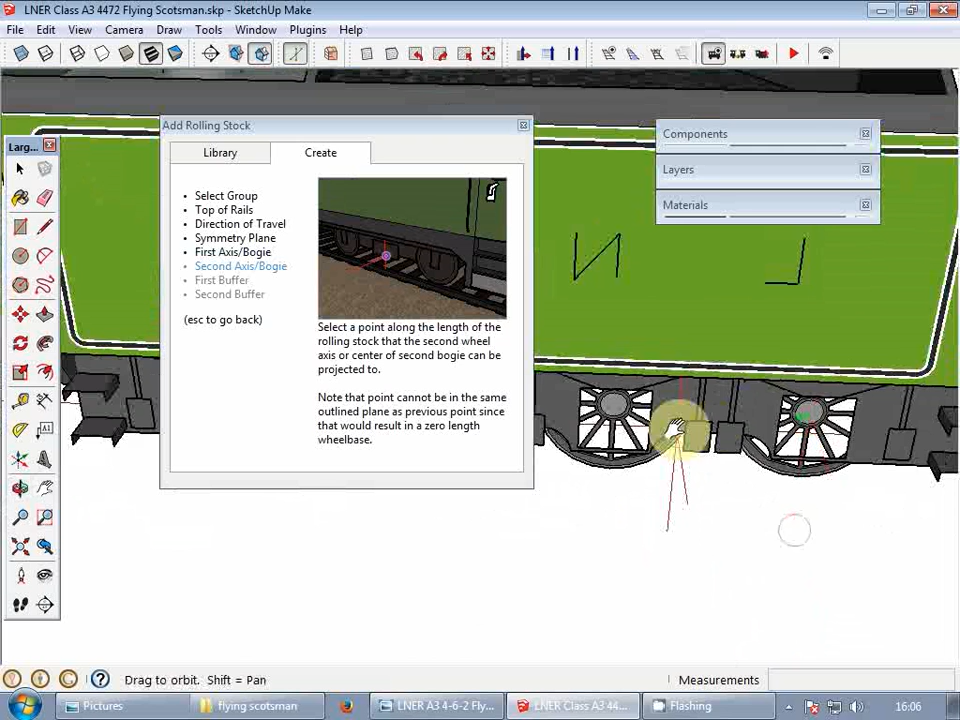 LNER Class A3 4472 Flying Scotsman.skp - SketchUp Make
File Edit View Camera Draw Tools Window Plugins Help
Add Rolling Stock
Library Create
Select Group
Top of Rails
Direction of Travel
Symmetry Plane
First Axis/Bogie
Second Axis/Bogie
First Buffer
Second Buffer
(esc to go back)
Select a point along the length of the
rolling stock that the second wheel
axis or center of second bogie can be
projected to.
Note that point cannot be in the same
outlined plane as previous point since
that would result in a zero length
wheelbase.
Components
Layers
Materials
Larg...
Drag to orbit. Shift = Pan
Measurements
Pictures
flying scotsman
LNER A3 4-6-2 Fly...
LNER Class A3 44...
Flashing
16:06